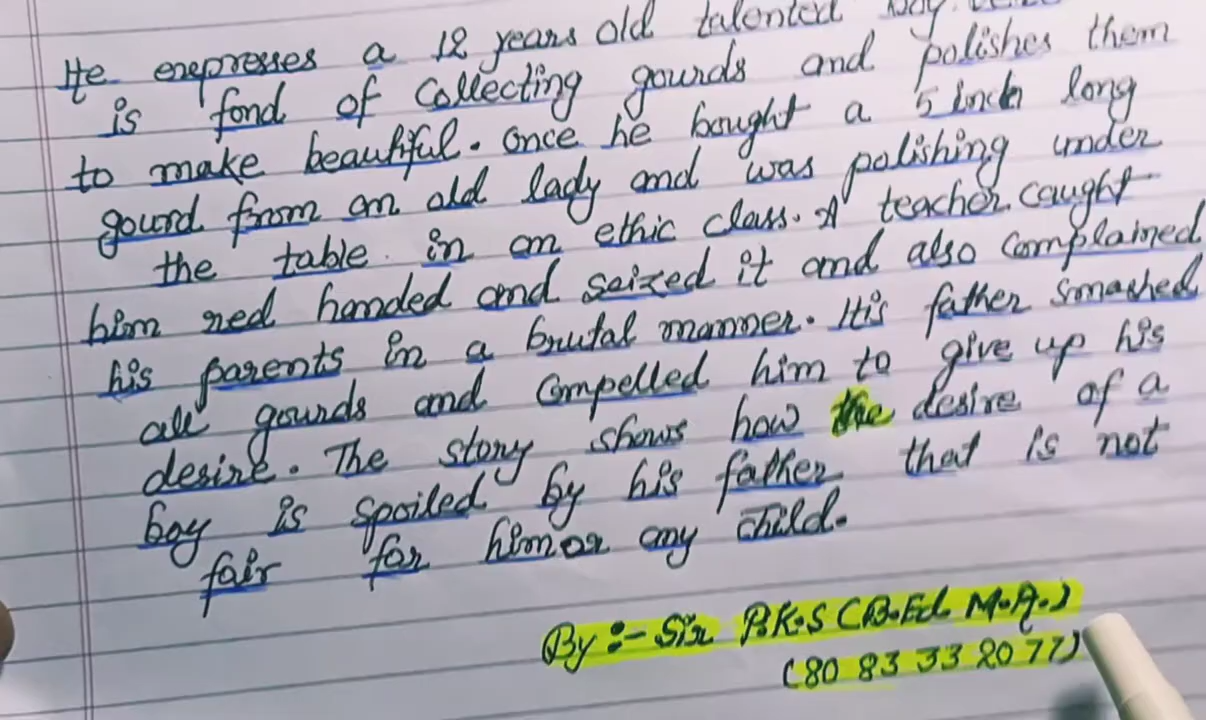 He enepresses a 12 years old talented boy
is fond of collecting gourds and polishes them
to make beautiful. Once he bought a 5 inch long
gourd from an old lady and was polishing under
the table in an ethic class. A teacher caught
him red handed and seized it and also complained
his parents in a brutal manner. His father smashed
all gourds and compelled him to give up his
desire. The story shows how the desire of a
boy is spoiled by his father that is not
fair for him or any child.
By :- Sir P.K.S (B.Ed M.A.)
(80 83 33 20 77)